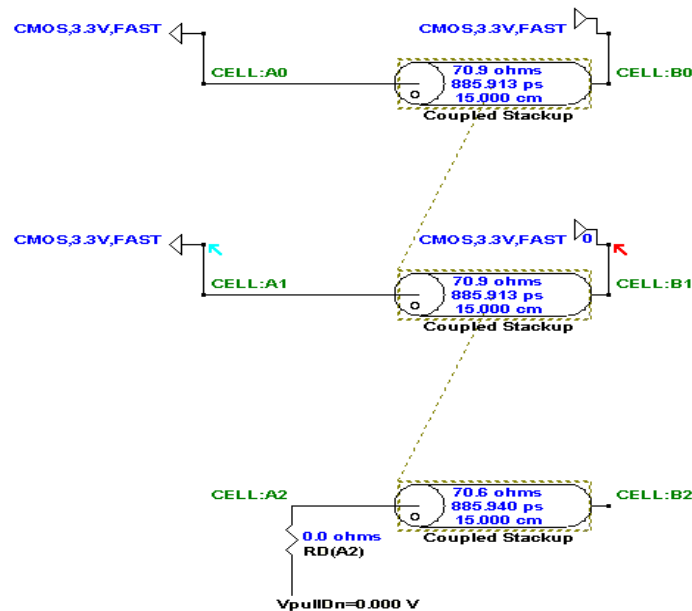 CMOS,3.3V,FAST
CMOS,3.3V,FAST
CELL:A0
70.9 ohms
885.913 ps
15.000 cm
CELL:B0
Coupled Stackup
CMOS,3.3V,FAST
CMOS,3.3V,FAST 0
CELL:A1
70.9 ohms
885.913 ps
15.000 cm
CELL:B1
Coupled Stackup
CELL:A2
70.6 ohms
885.940 ps
15.000 cm
CELL:B2
Coupled Stackup
0.0 ohms
RD(A2)
VpullDn=0.000 V